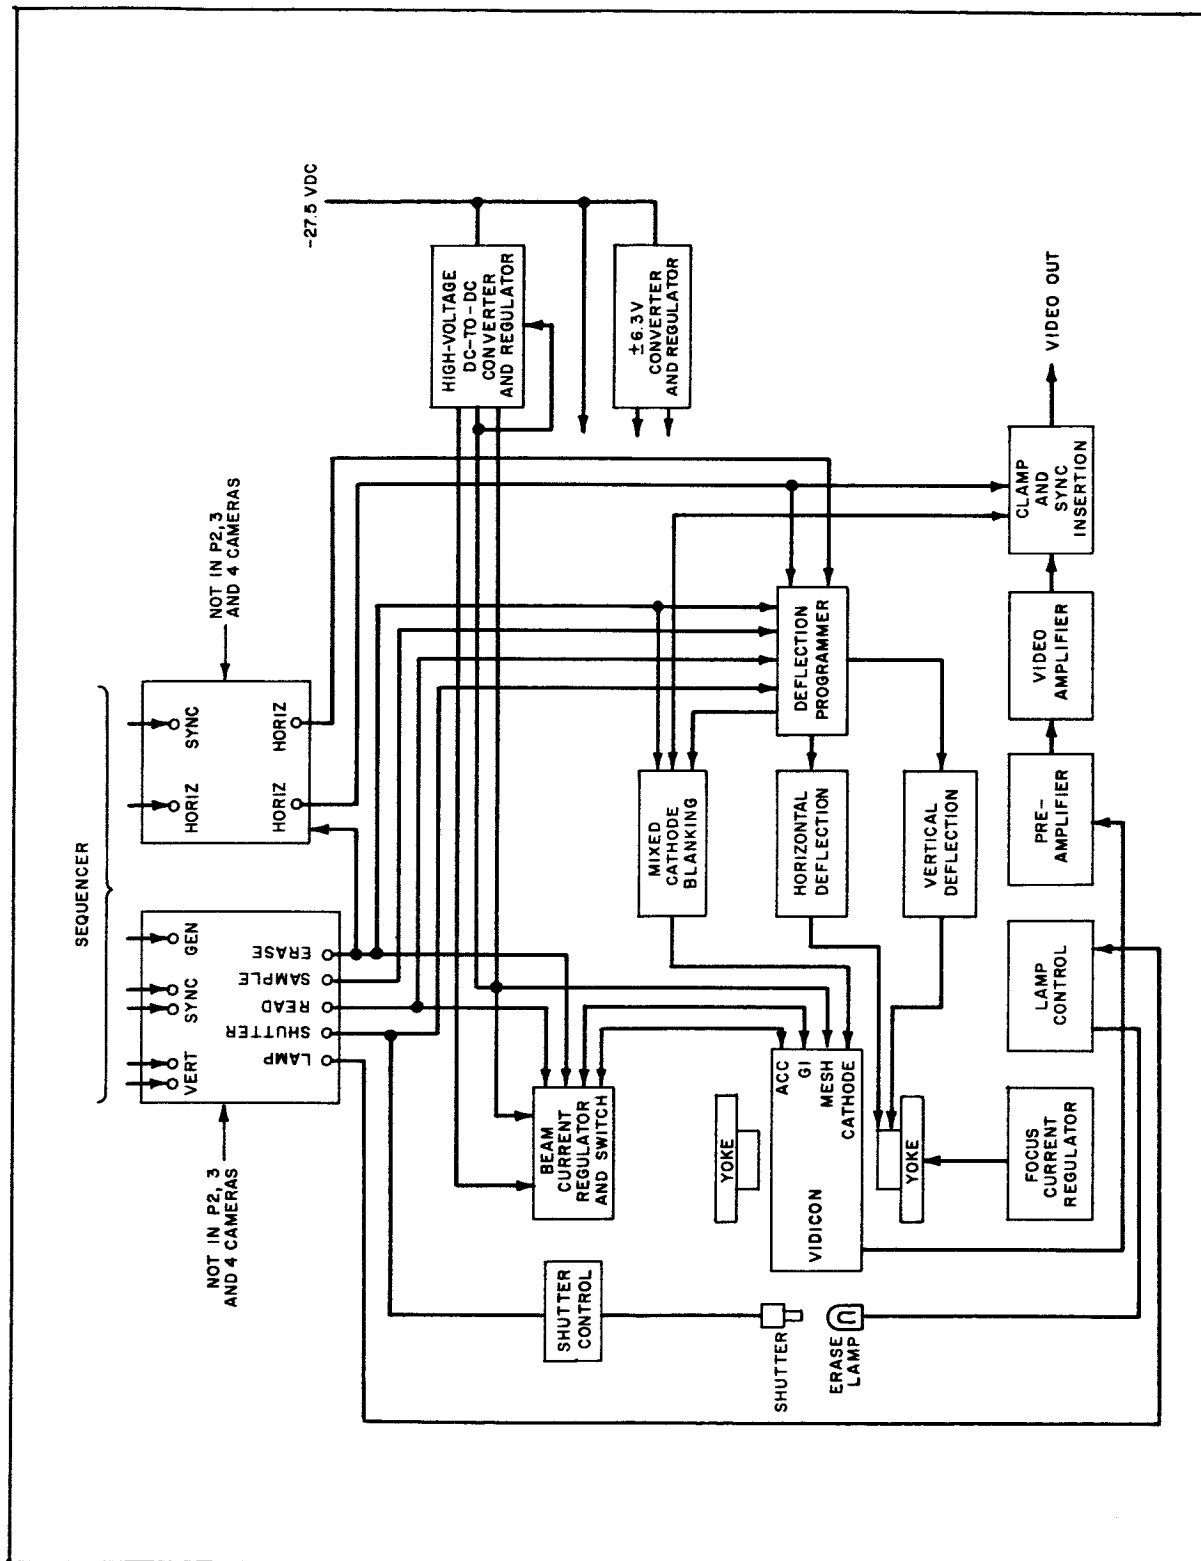 SEQUENCER
NOT IN P2, 3
AND 4 CAMERAS
VERT
SYNC
GEN
LAMP
SHUTTER
READ
SAMPLE
ERASE
NOT IN P2, 3
AND 4 CAMERAS
HORIZ
SYNC
HORIZ
HORIZ
-27.5 VDC
HIGH-VOLTAGE
DC-TO-DC
CONVERTER
AND REGULATOR
±6.3V
CONVERTER
AND REGULATOR
SHUTTER
CONTROL
BEAM
CURRENT
REGULATOR
AND SWITCH
MIXED
CATHODE
BLANKING
DEFLECTION
PROGRAMMER
HORIZONTAL
DEFLECTION
VERTICAL
DEFLECTION
YOKE
ACC
GI
MESH
CATHODE
VIDICON
YOKE
SHUTTER
ERASE
LAMP
FOCUS
CURRENT
REGULATOR
LAMP
CONTROL
PRE-
AMPLIFIER
VIDEO
AMPLIFIER
CLAMP
AND
SYNC
INSERTION
VIDEO OUT